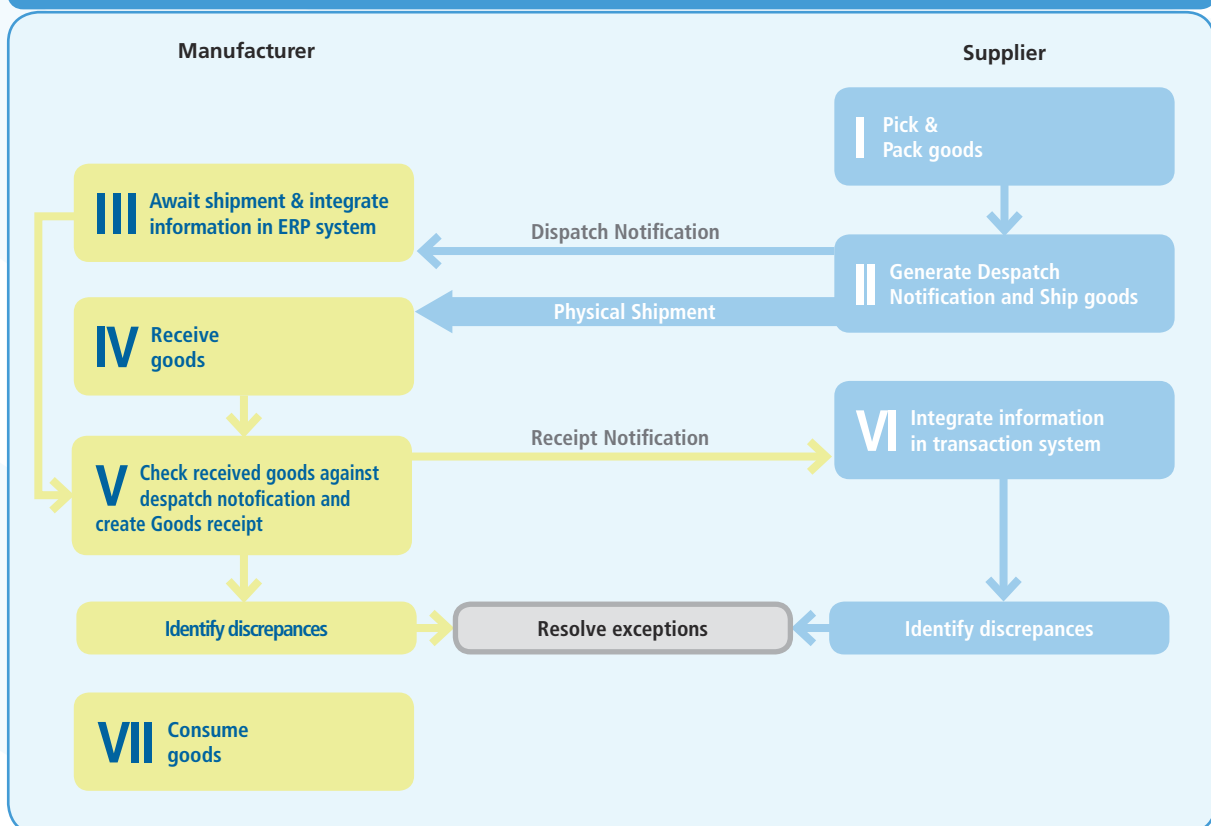 Manufacturer
Supplier
I Pick &
Pack goods
III Await shipment & integrate
information in ERP system
Dispatch Notification
II Generate Despatch
Notification and Ship goods
Physical Shipment
IV Receive
goods
VI Integrate information
in transaction system
Receipt Notification
V Check received goods against
despatch notofication and
create Goods receipt
Identify discrepances
Resolve exceptions
Identify discrepances
VII Consume
goods